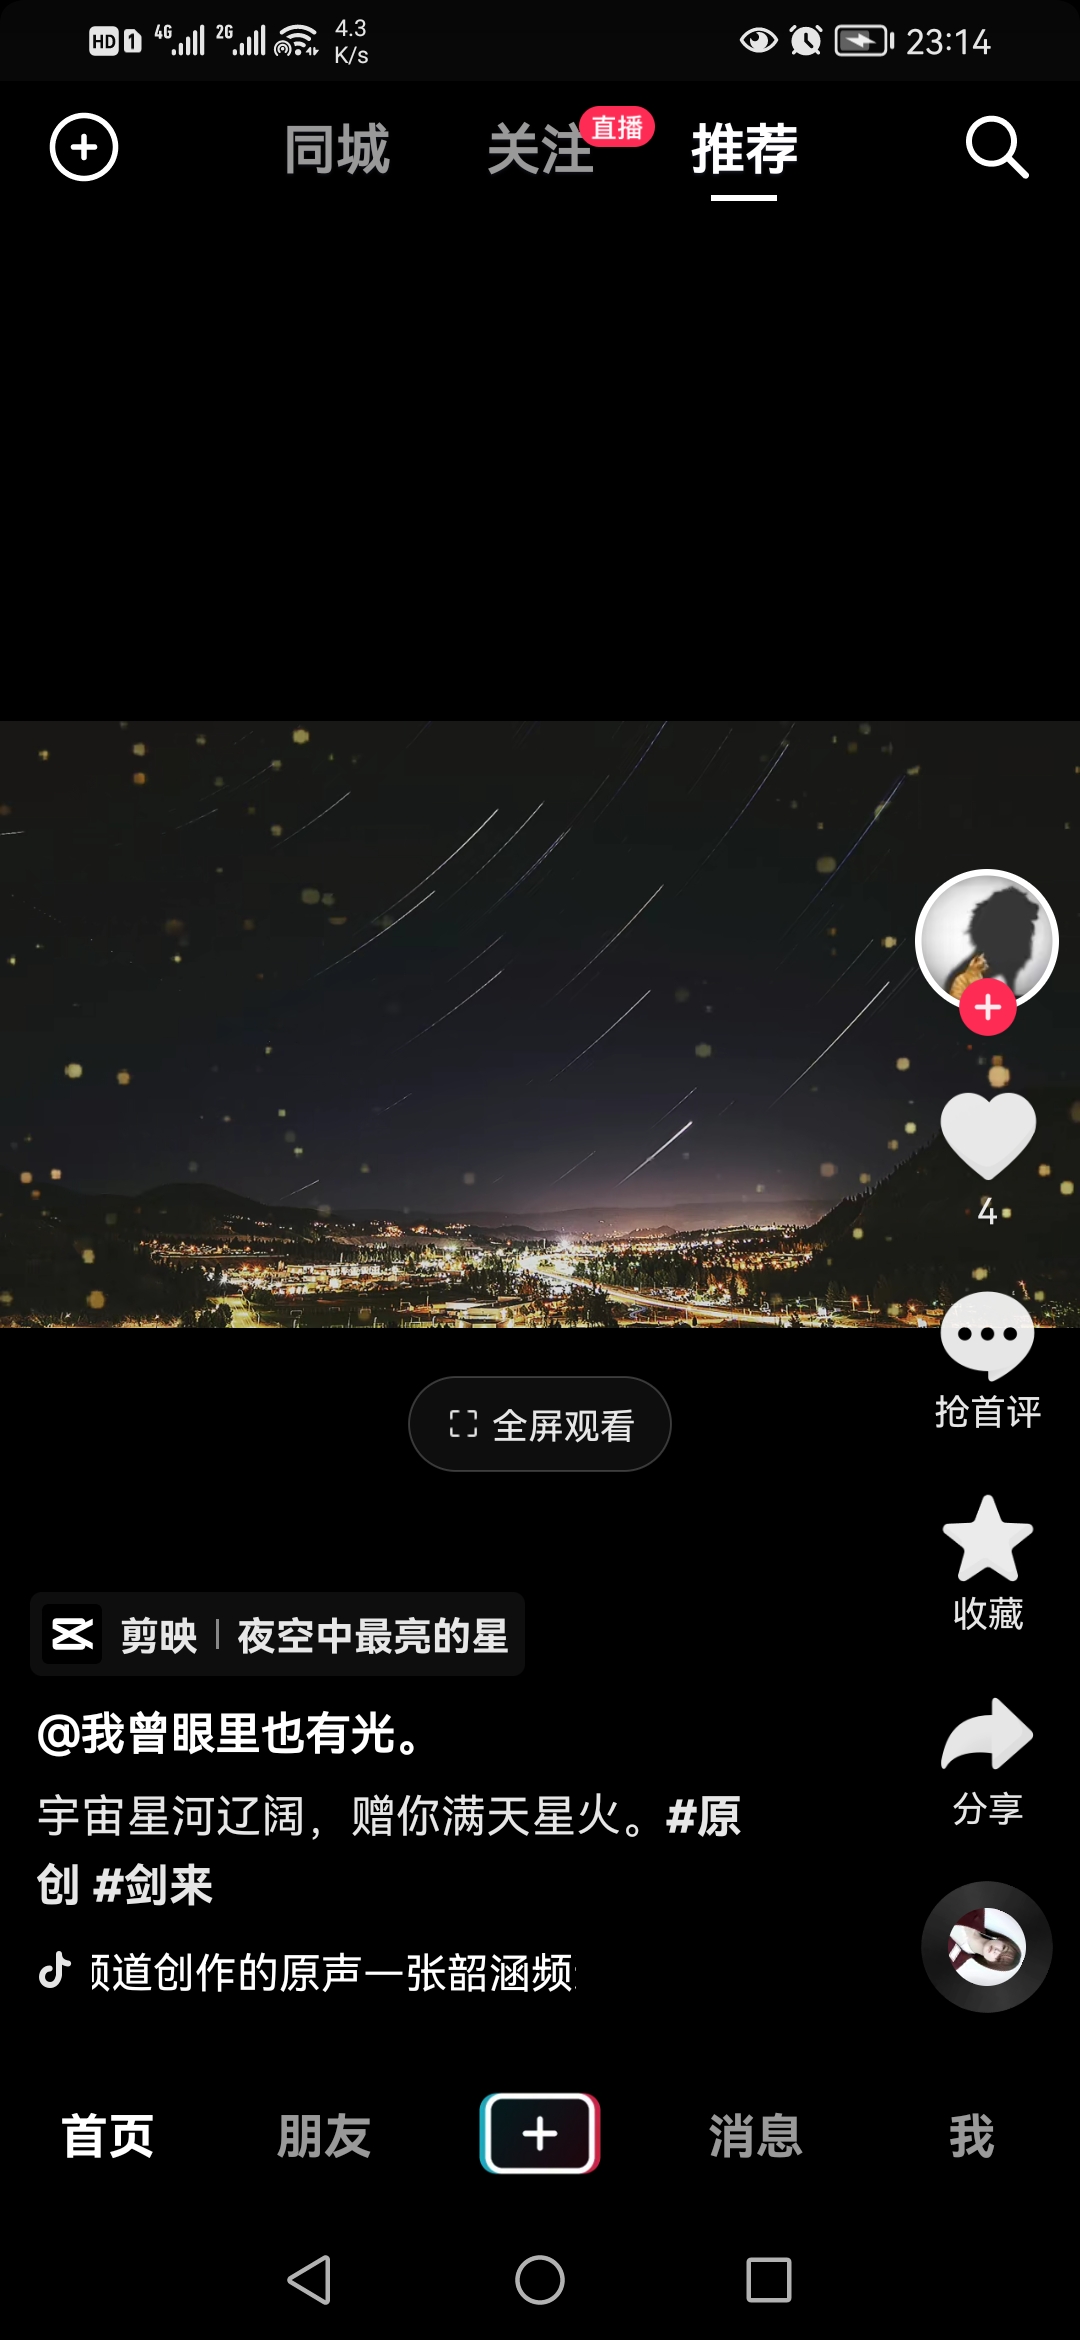 HD 1 4G 2G 4.3 K/s 23:14
同城 关注 直播 推荐
4
抢首评
全屏观看
收藏
剪映 | 夜空中最亮的星
@我曾眼里也有光。
宇宙星河辽阔，赠你满天星火。#原
创 #剑来
分享
道创作的原声一张韶涵频
首页 朋友 消息 我